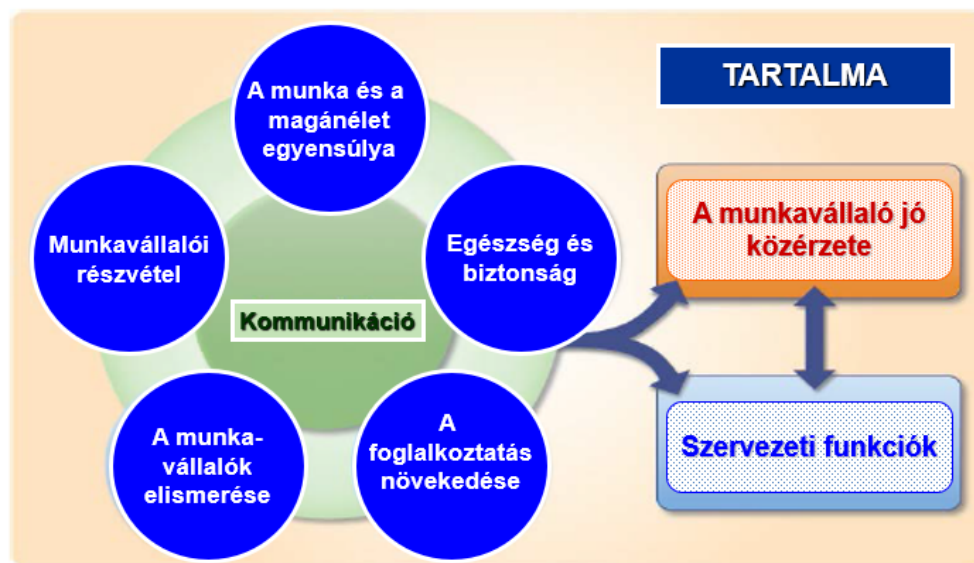 TARTALMA
A munka és a
magánélet
egyensúlya
Munkavállalói
részvétel
Egészség és
biztonság
Kommunikáció
A munka-
vállalók
elismerése
A
foglalkoztatás
növekedése
A munkavállaló jó
közérzete
Szervezeti funkciók